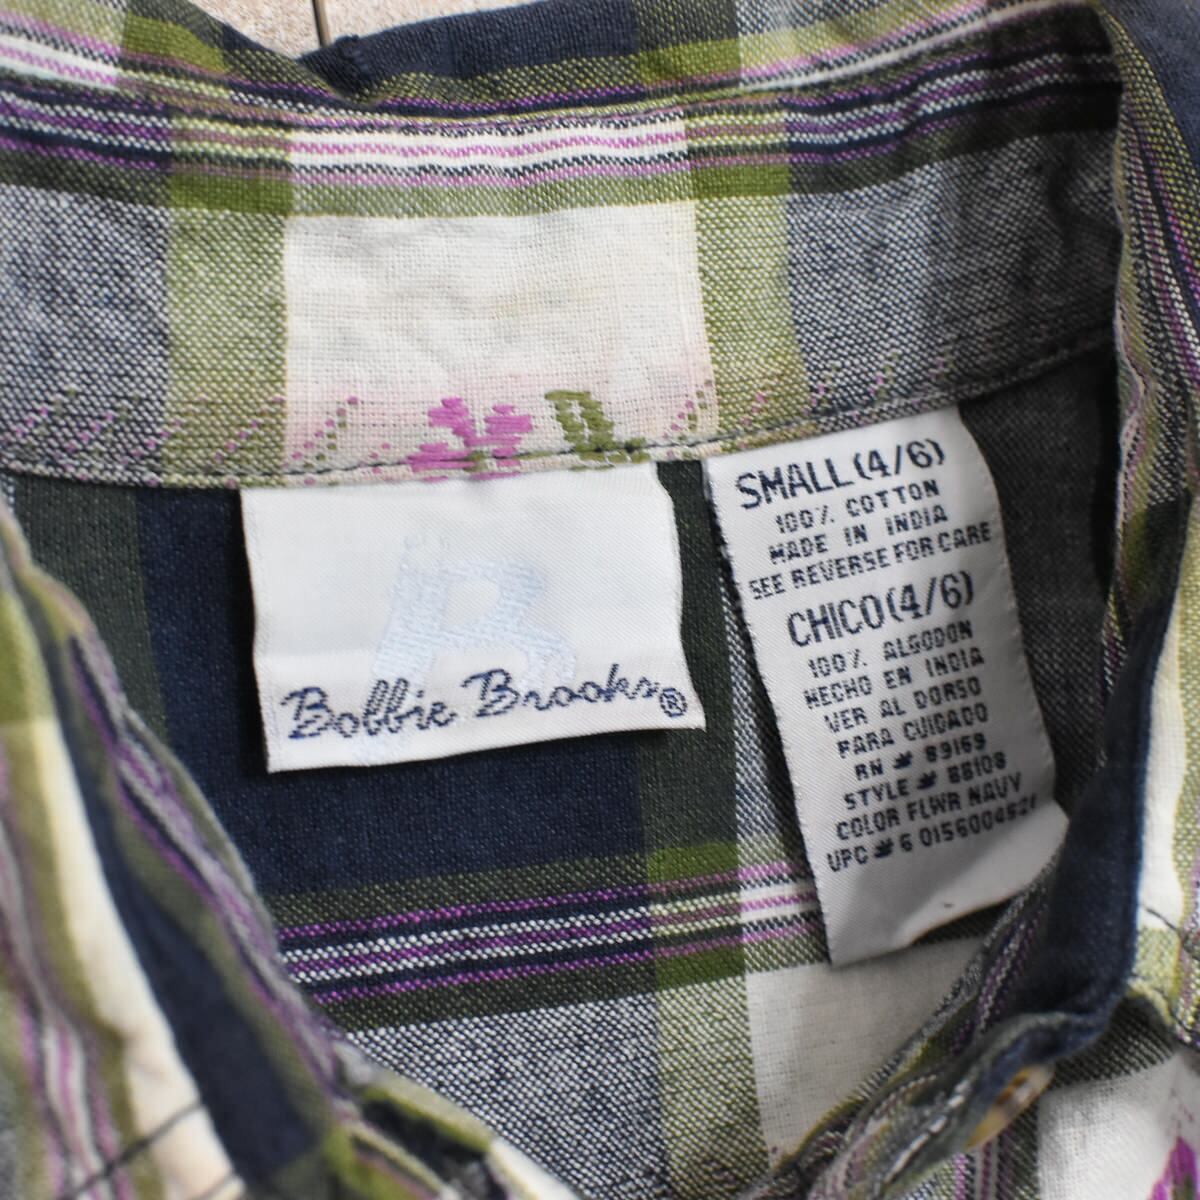 B
Bobbie Brooks®
SMALL(4/6)
100% COTTON
MADE IN INDIA
SEE REVERSE FOR CARE
CHICO(4/6)
100% ALGODON
HECHO EN INDIA
VER AL DORSO
PARA CUIDADO
RN # 89169
STYLE # 88108
COLOR FLWR NAVY
UPC # 6